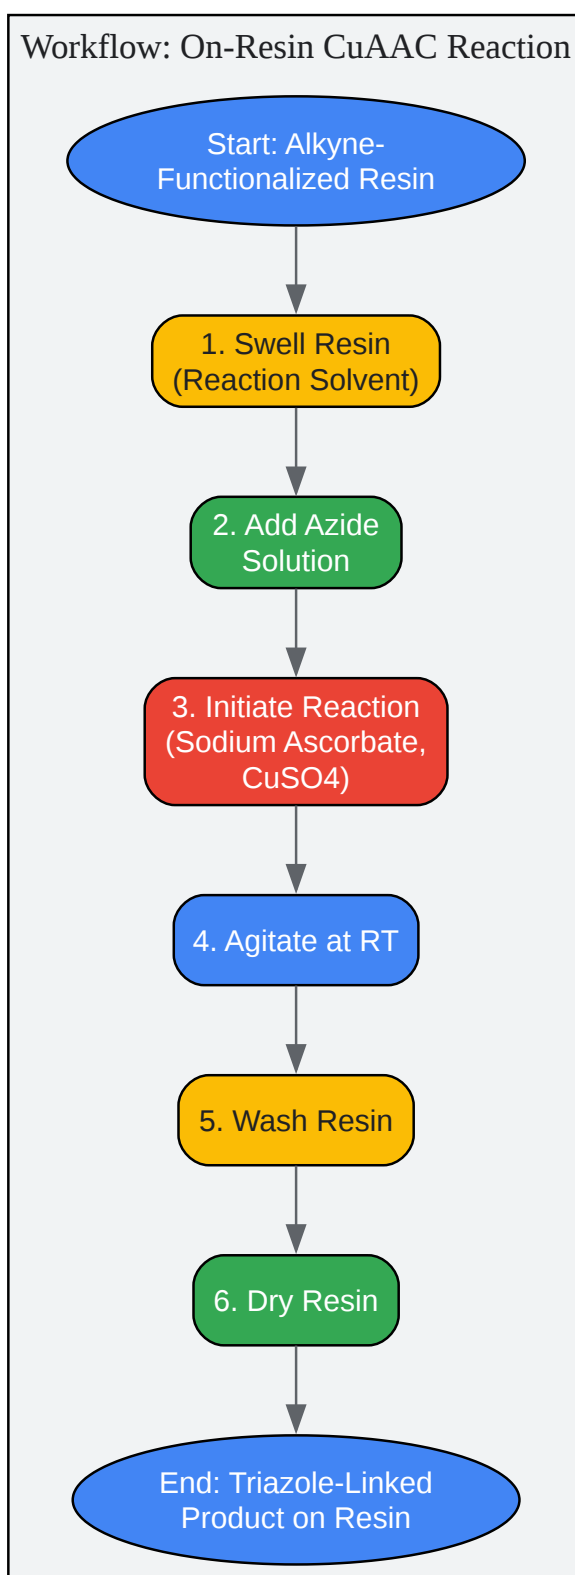 Workflow: On-Resin CuAAC Reaction
Start: Alkyne-
Functionalized Resin
1. Swell Resin
(Reaction Solvent)
2. Add Azide
Solution
3. Initiate Reaction
(Sodium Ascorbate,
CuSO4)
4. Agitate at RT
5. Wash Resin
6. Dry Resin
End: Triazole-Linked
Product on Resin